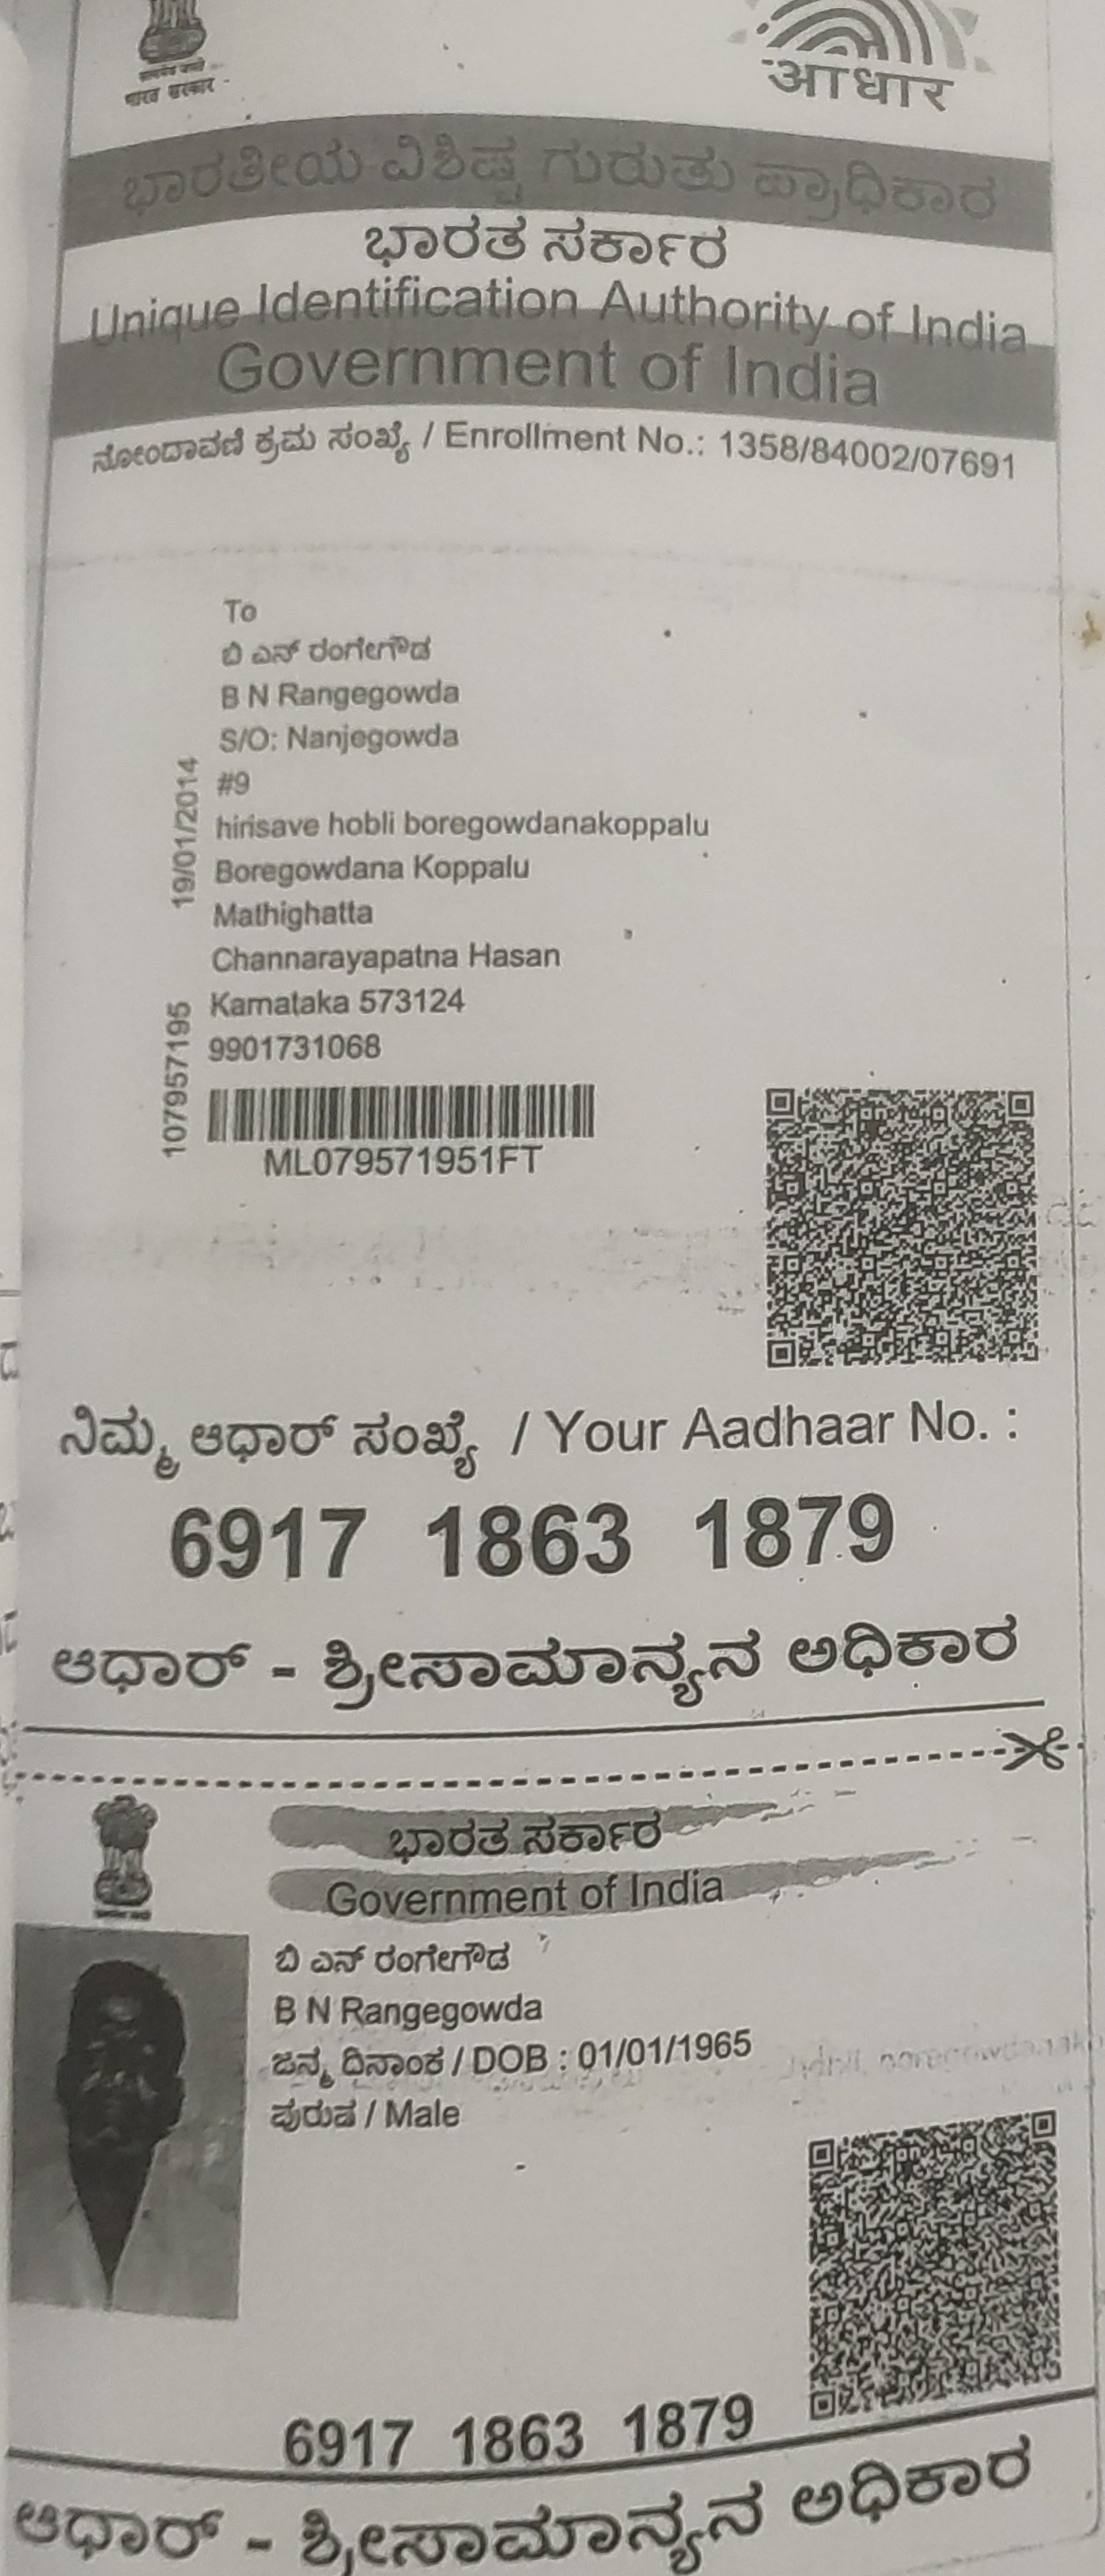 भारत सरकार
आधार
ಭಾರತೀಯ ವಿಶಿಷ್ಟ ಗುರುತು ಪ್ರಾಧಿಕಾರ
ಭಾರತ ಸರ್ಕಾರ
Unique Identification Authority of India
Government of India
ನೋಂದಾವಣಿ ಕ್ರಮ ಸಂಖ್ಯೆ / Enrollment No.: 1358/84002/07691
To
ಬಿ ಎನ್ ರಂಗೇಗೌಡ
B N Rangegowda
S/O: Nanjegowda
#9
hirisave hobli boregowdanakoppalu
Boregowdana Koppalu
Mathighatta
Channarayapatna Hasan
Karnataka 573124
9901731068
19/01/2014
107957195
ML079571951FT
ನಿಮ್ಮ ಆಧಾರ್ ಸಂಖ್ಯೆ / Your Aadhaar No. :
6917 1863 1879
ಆಧಾರ್ - ಶ್ರೀಸಾಮಾನ್ಯನ ಅಧಿಕಾರ
ಭಾರತ ಸರ್ಕಾರ
Government of India
ಬಿ ಎನ್ ರಂಗೇಗೌಡ
B N Rangegowda
ಜನ್ಮ ದಿನಾಂಕ / DOB : 01/01/1965
ಪುರುಷ / Male
6917 1863 1879
ಆಧಾರ್ - ಶ್ರೀಸಾಮಾನ್ಯನ ಅಧಿಕಾರ